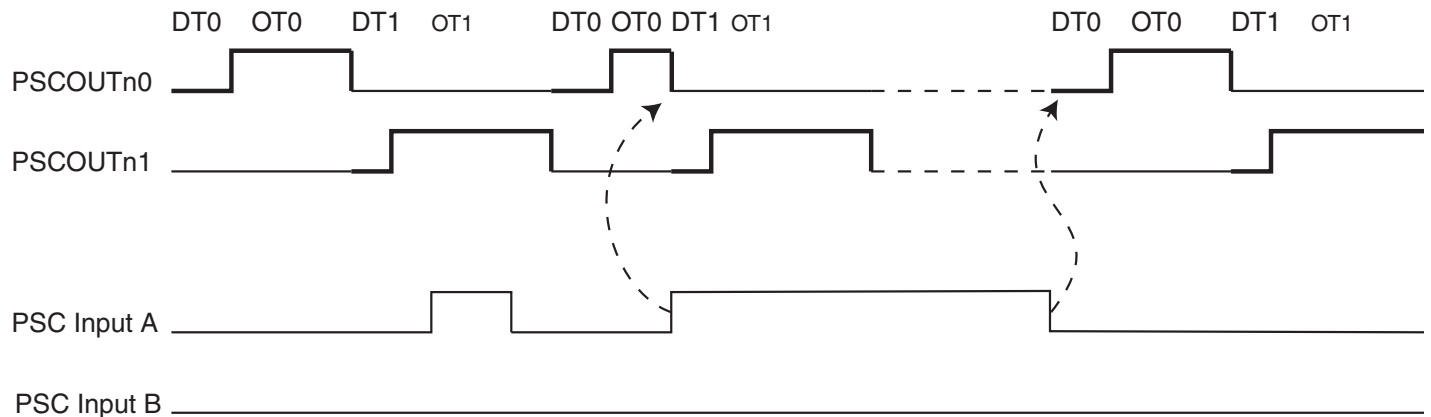 DT0 OT0 DT1 OT1 DT0 OT0 DT1 OT1 DT0 OT0 DT1 OT1
PSCOUTn0
PSCOUTn1
PSC Input A
PSC Input B